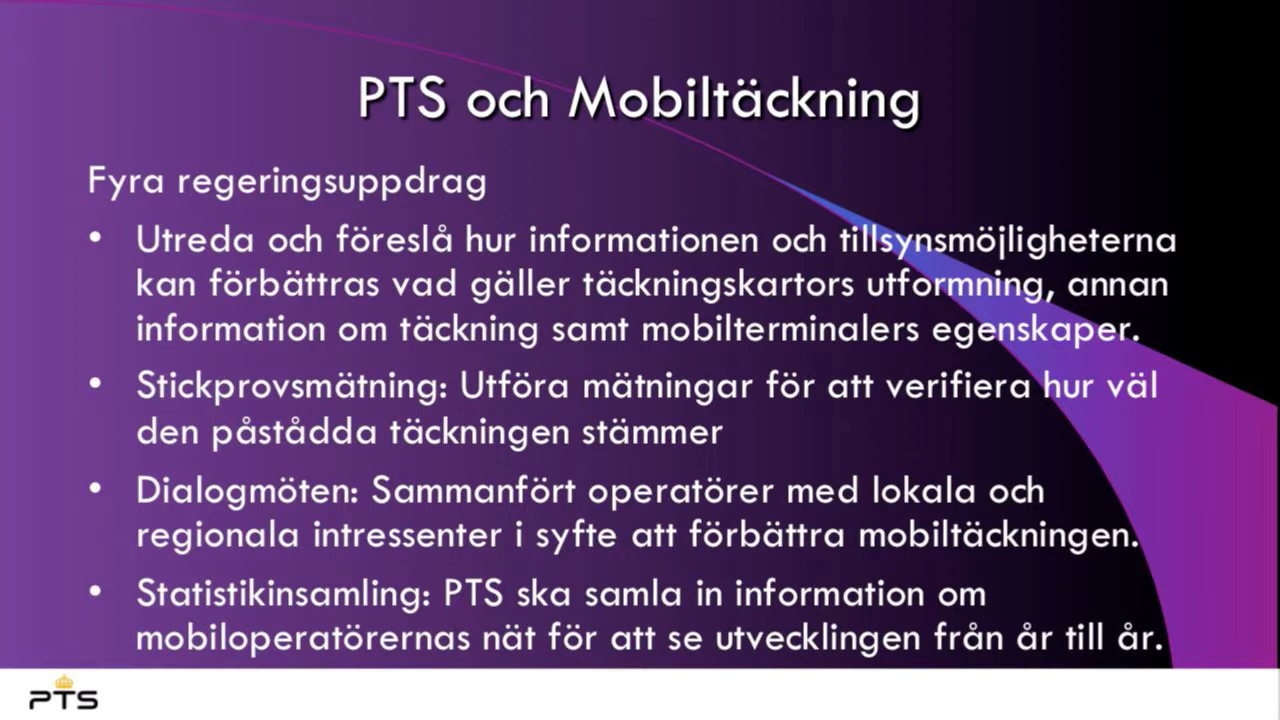 PTS och Mobiltäckning
Fyra regeringsuppdrag
• Utreda och föreslå hur informationen och tillsynsmöjligheterna
kan förbättras vad gäller täckningskartors utformning, annan
information om täckning samt mobilterminalers egenskaper.
• Stickprovsmätning: Utföra mätningar för att verifiera hur väl
den påstådda täckningen stämmer
• Dialogmöten: Sammanfört operatörer med lokala och
regionala intressenter i syfte att förbättra mobiltäckningen.
• Statistikinsamling: PTS ska samla in information om
mobiloperatörernas nät för att se utvecklingen från år till år.
PTS